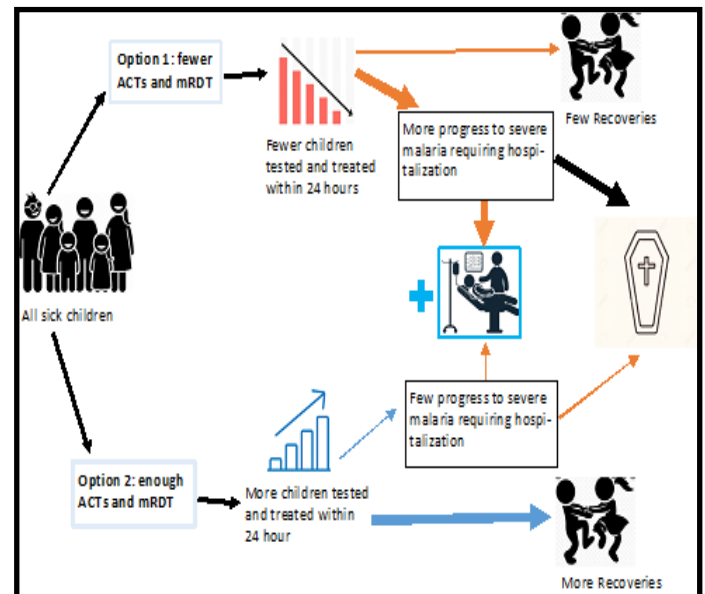 Option 1: fewer
ACTs and mRDT
Fewer children
tested and treated
within 24 hours
More progress to severe
malaria requiring hospi-
talization
Few Recoveries
All sick children
Few progress to severe
malaria requiring hospi-
talization
Option 2: enough
ACTs and mRDT
More children tested
and treated within
24 hour
More Recoveries